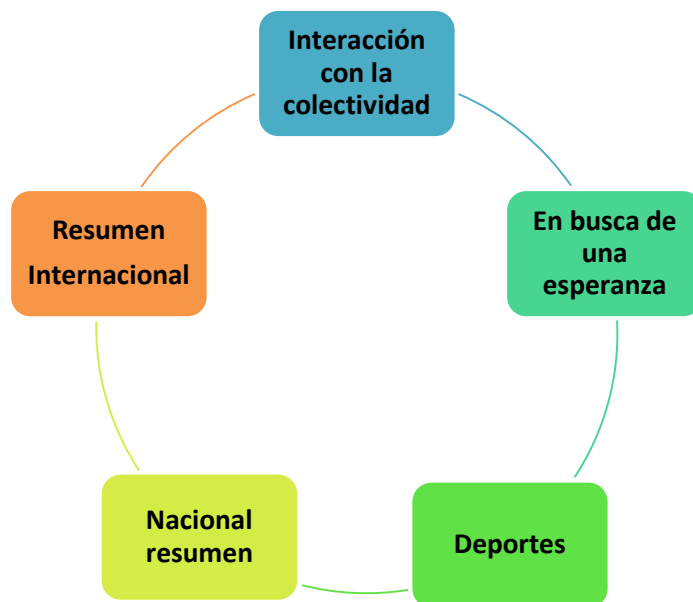 Interacción
con la
colectividad
En busca de
una
esperanza
Deportes
Nacional
resumen
Resumen
Internacional